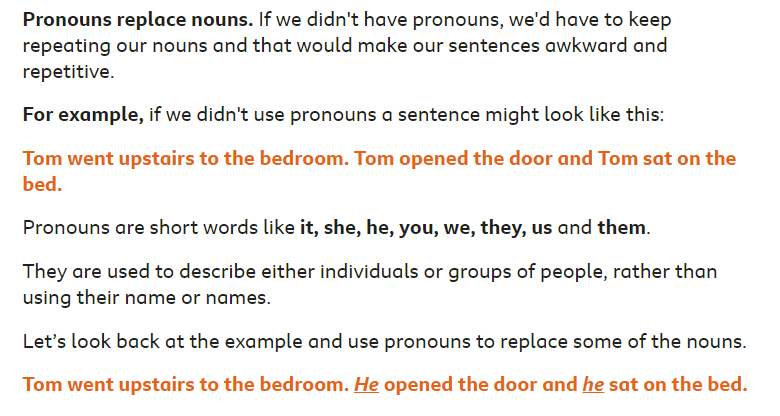 Pronouns replace nouns. If we didn't have pronouns, we'd have to keep
repeating our nouns and that would make our sentences awkward and
repetitive.
For example, if we didn't use pronouns a sentence might look like this:
Tom went upstairs to the bedroom. Tom opened the door and Tom sat on the
bed.
Pronouns are short words like it, she, he, you, we, they, us and them.
They are used to describe either individuals or groups of people, rather than
using their name or names.
Let’s look back at the example and use pronouns to replace some of the nouns.
Tom went upstairs to the bedroom. He opened the door and he sat on the bed.